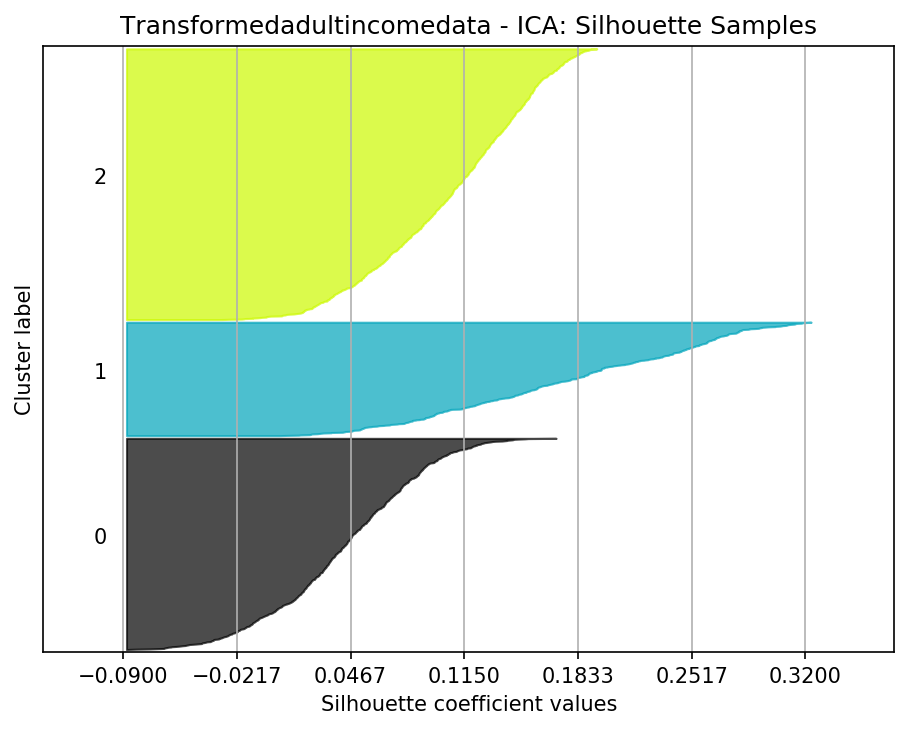 Transformedadultincomedata - ICA: Silhouette Samples
2
1
0
Cluster label
−0.0900 −0.0217 0.0467 0.1150 0.1833 0.2517 0.3200
Silhouette coefficient values